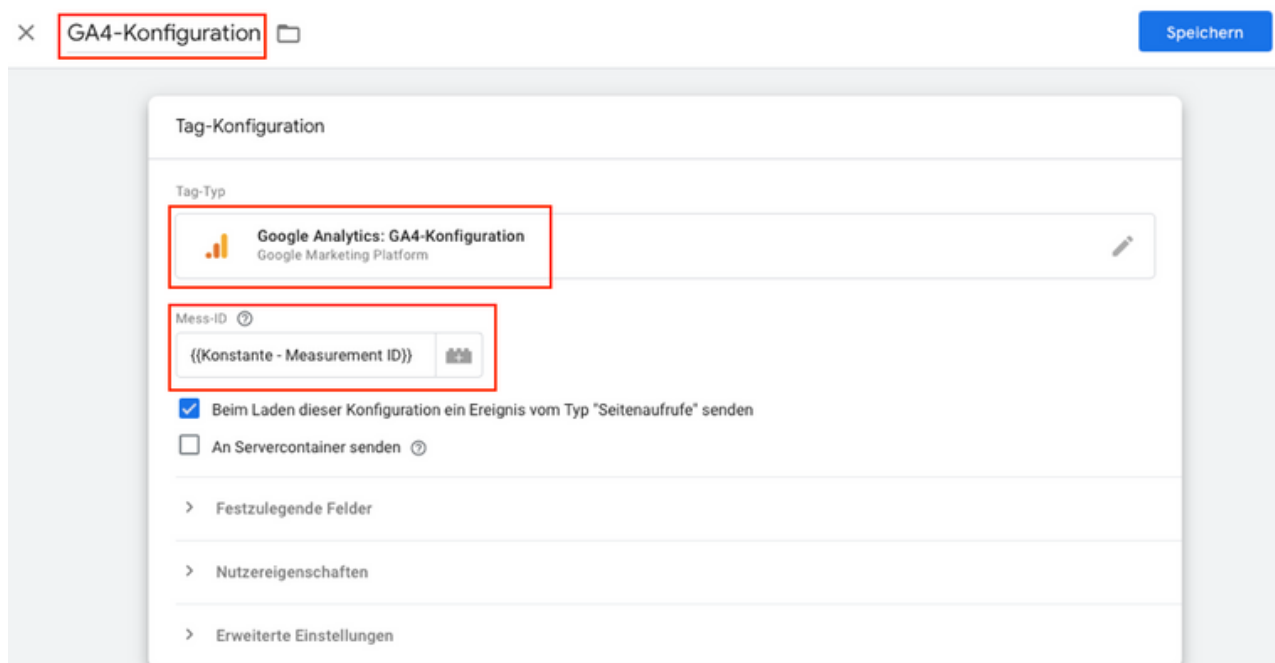 GA4-Konfiguration
Speichern
Tag-Konfiguration
Tag-Typ
Google Analytics: GA4-Konfiguration
Google Marketing Platform
Mess-ID
{{Konstante - Measurement ID}}
Beim Laden dieser Konfiguration ein Ereignis vom Typ "Seitenaufrufe" senden
An Servercontainer senden
Festzulegende Felder
Nutzereigenschaften
Erweiterte Einstellungen